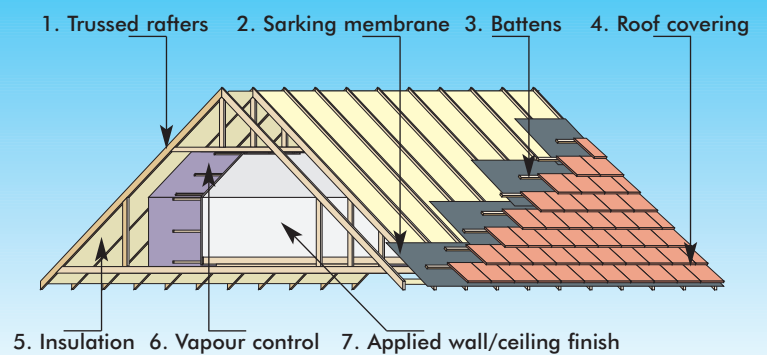 1. Trussed rafters 2. Sarking membrane 3. Battens 4. Roof covering
5. Insulation 6. Vapour control 7. Applied wall/ceiling finish